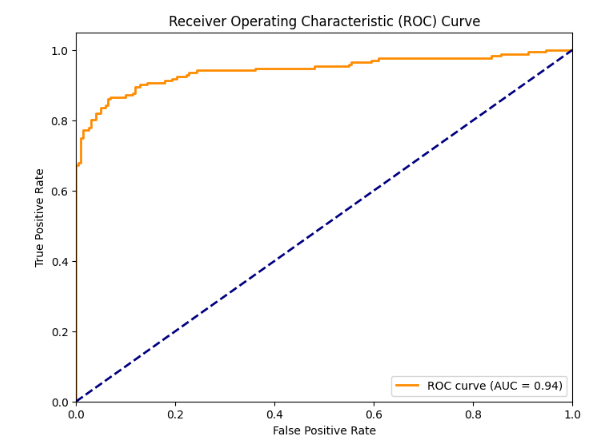 Receiver Operating Characteristic (ROC) Curve
1.0
0.8
0.6
0.4
0.2
0.0
True Positive Rate
ROC curve (AUC = 0.94)
0.0 0.2 0.4 0.6 0.8 1.0
False Positive Rate